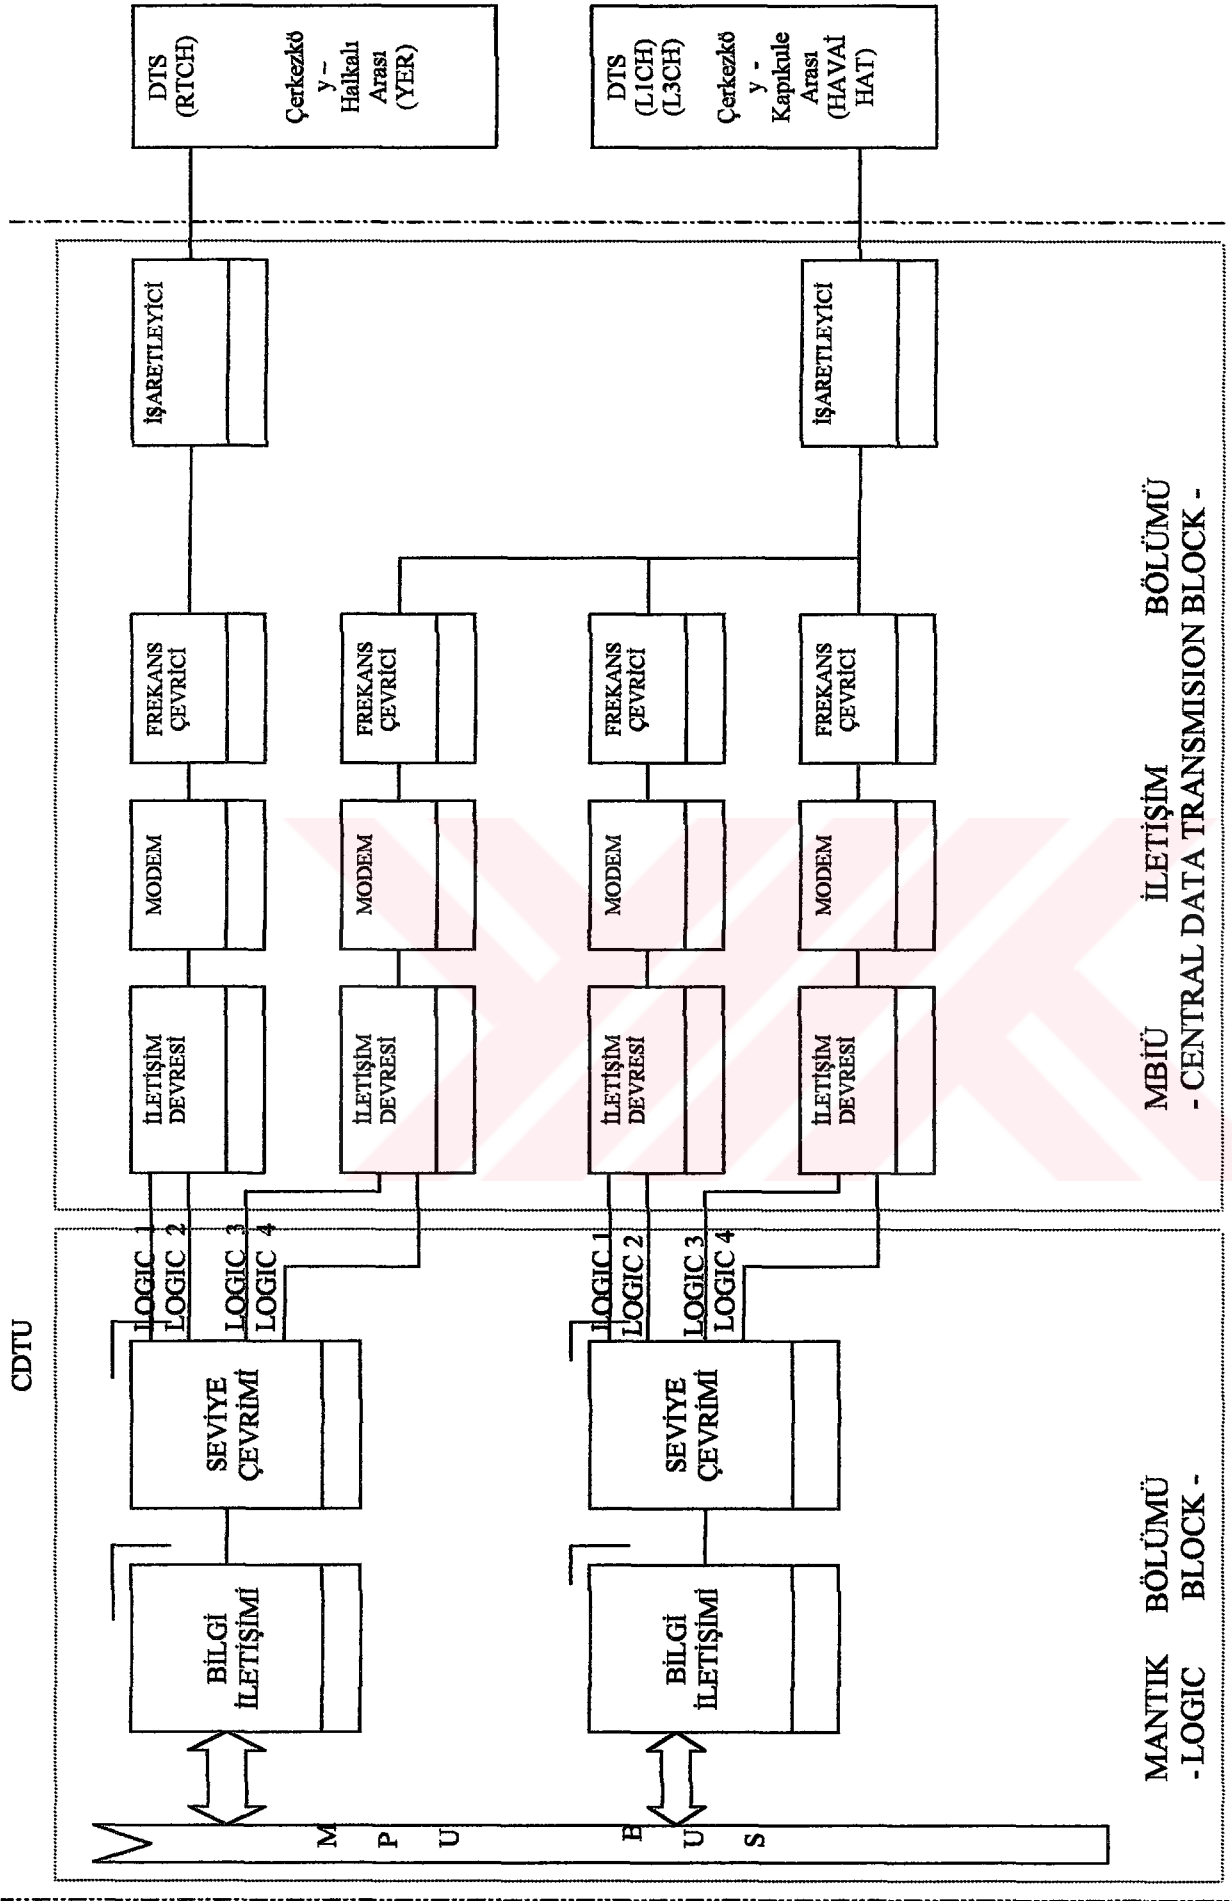 CDTU
MPU BUS
BİLGİ
İLETİŞİMİ
SEVİYE
ÇEVRİMİ
LOGIC 1
LOGIC 2
LOGIC 3
LOGIC 4
İLETİŞİM
DEVRESİ
MODEM
FREKANS
ÇEVRİCİ
İŞARETLEYİCİ
DTS
(RTCH)
Çerkezkö
y –
Halkalı
Arası
(YER)
İLETİŞİM
DEVRESİ
MODEM
FREKANS
ÇEVRİCİ
BİLGİ
İLETİŞİMİ
SEVİYE
ÇEVRİMİ
LOGIC 1
LOGIC 2
LOGIC 3
LOGIC 4
İLETİŞİM
DEVRESİ
MODEM
FREKANS
ÇEVRİCİ
İLETİŞİM
DEVRESİ
MODEM
FREKANS
ÇEVRİCİ
İŞARETLEYİCİ
DTS
(L1CH)
(L3CH)
Çerkezkö
y -
Kapıkule
Arası
(HAVAİ
HAT)
MANTIK BÖLÜMÜ
- LOGIC BLOCK -
MBİÜ İLETİŞİM BÖLÜMÜ
- CENTRAL DATA TRANSMISION BLOCK -